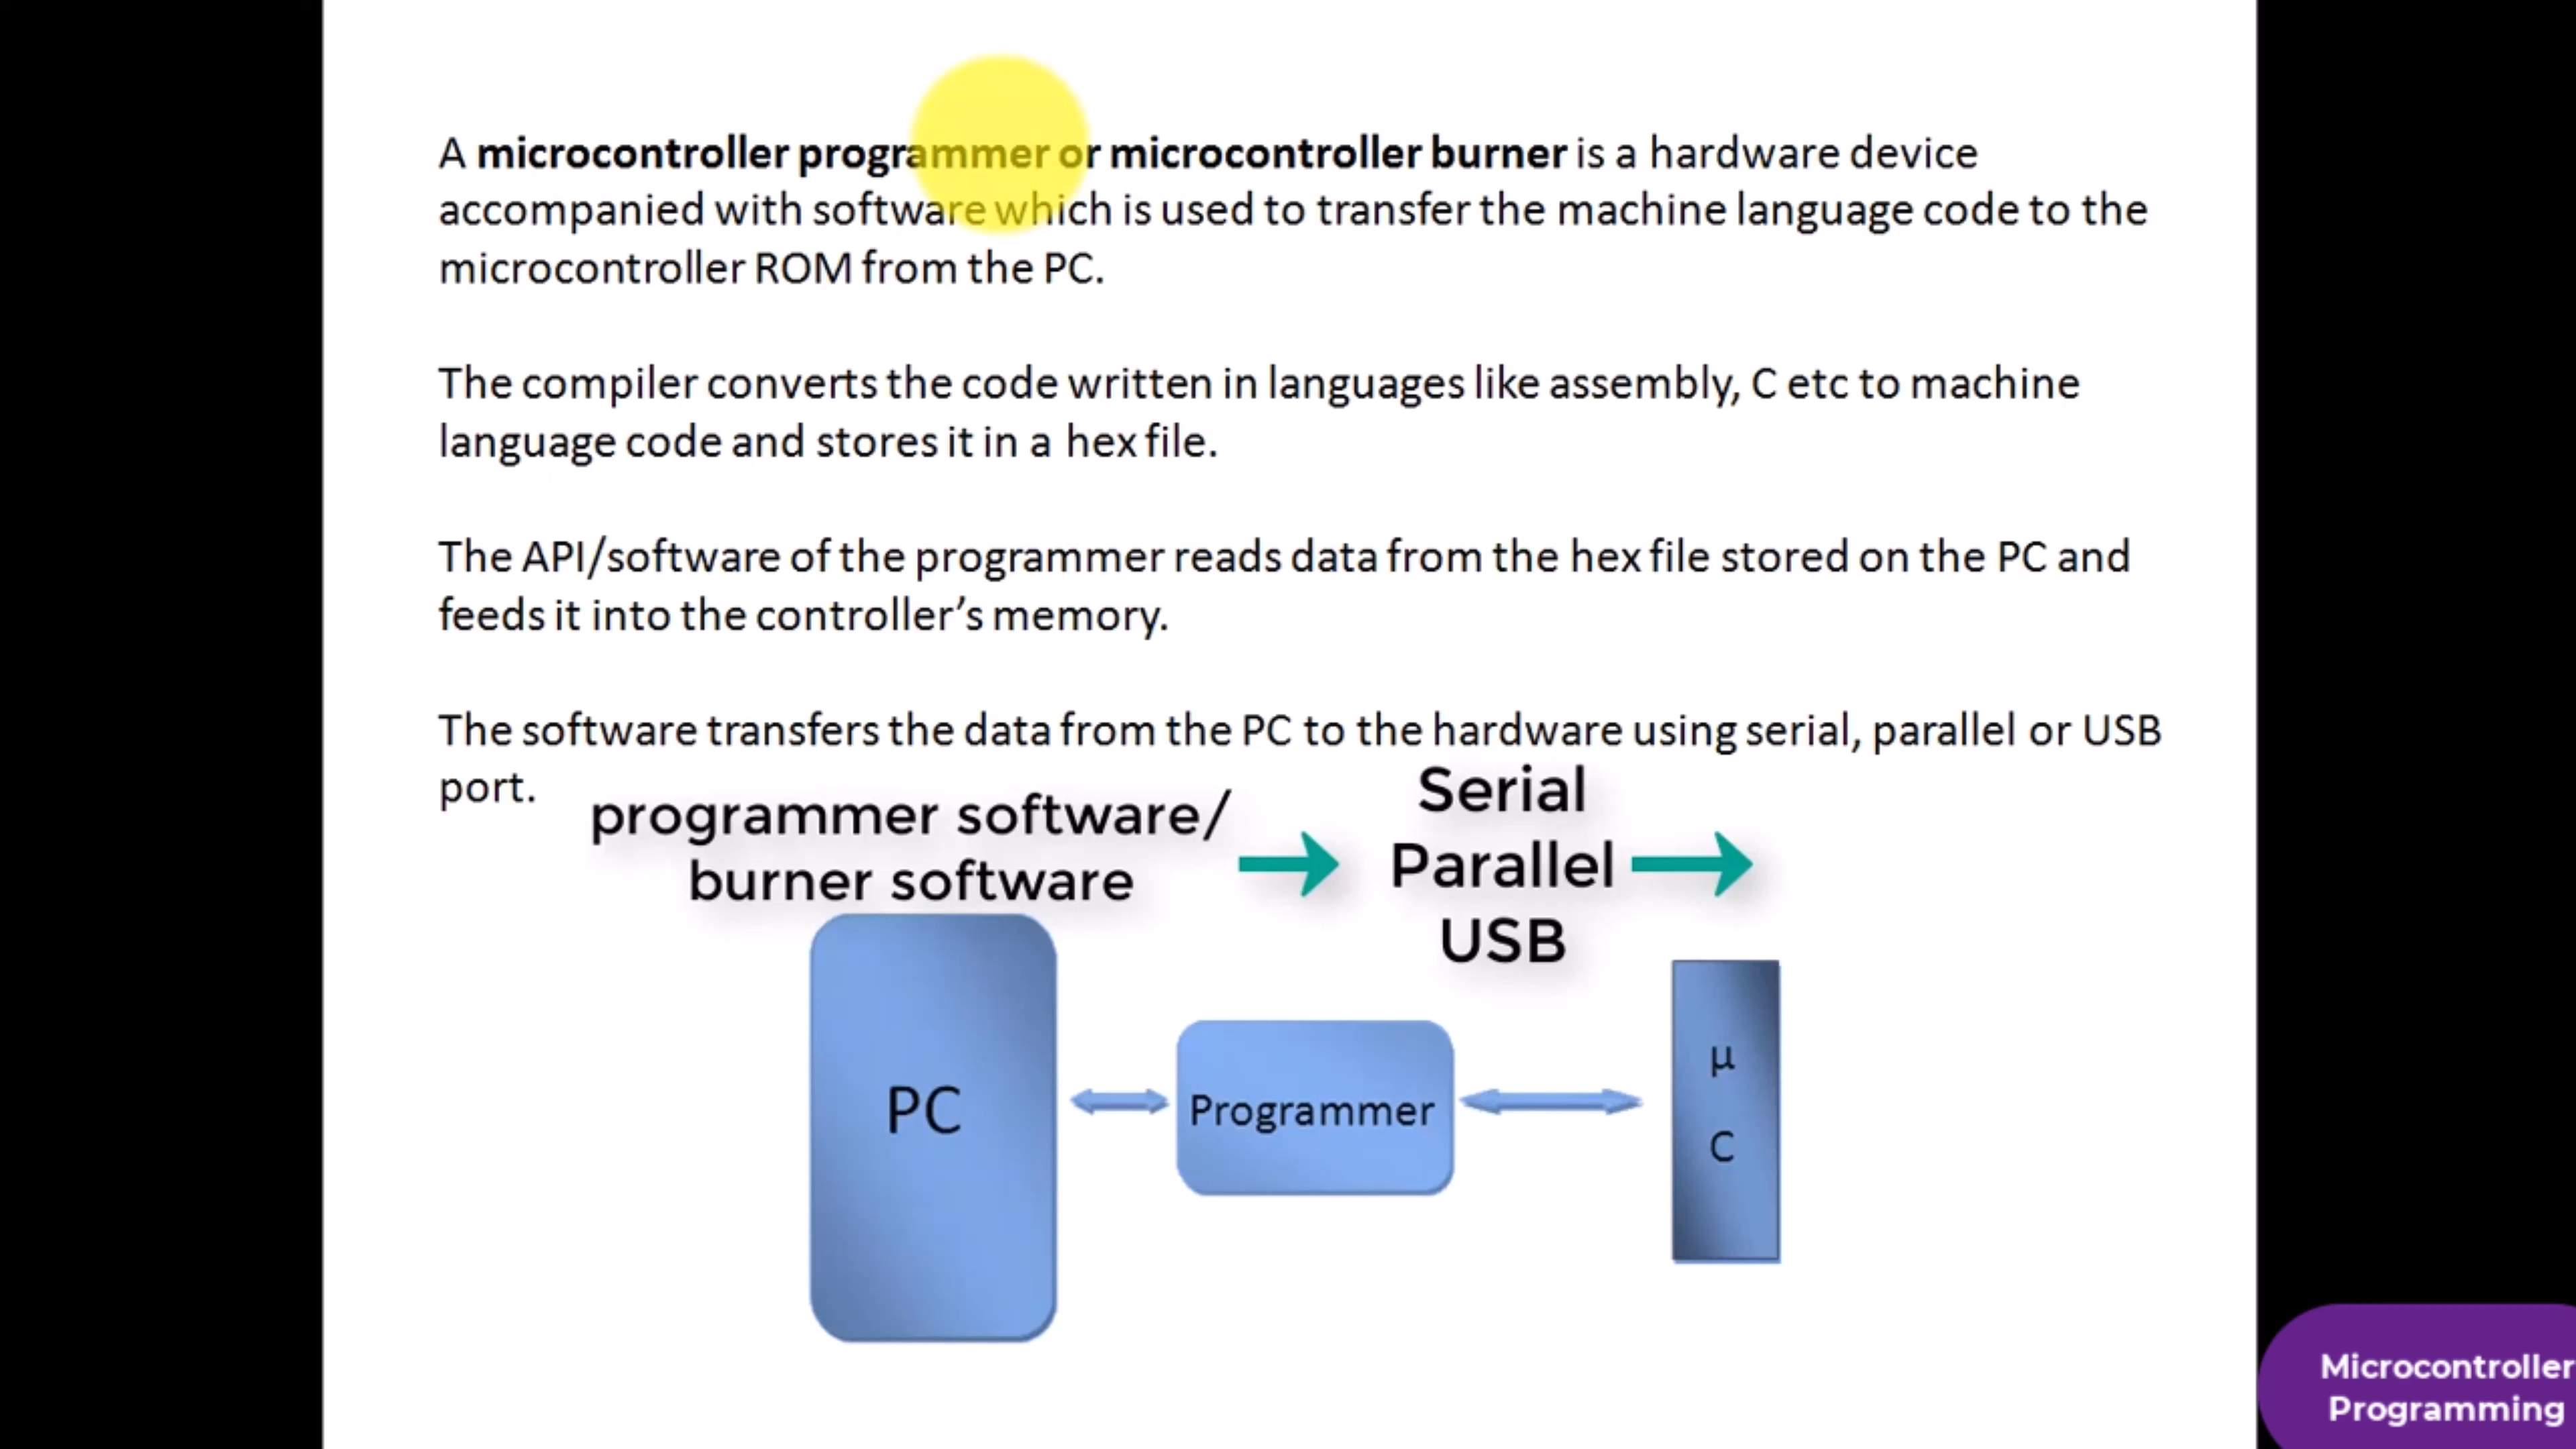 A microcontroller programmer or microcontroller burner is a hardware device
accompanied with software which is used to transfer the machine language code to the
microcontroller ROM from the PC.
The compiler converts the code written in languages like assembly, C etc to machine
language code and stores it in a hex file.
The API/software of the programmer reads data from the hex file stored on the PC and
feeds it into the controller’s memory.
The software transfers the data from the PC to the hardware using serial, parallel or USB
port.
programmer software/
burner software
Serial
Parallel
USB
PC
Programmer
μ
C
Microcontroller
Programming